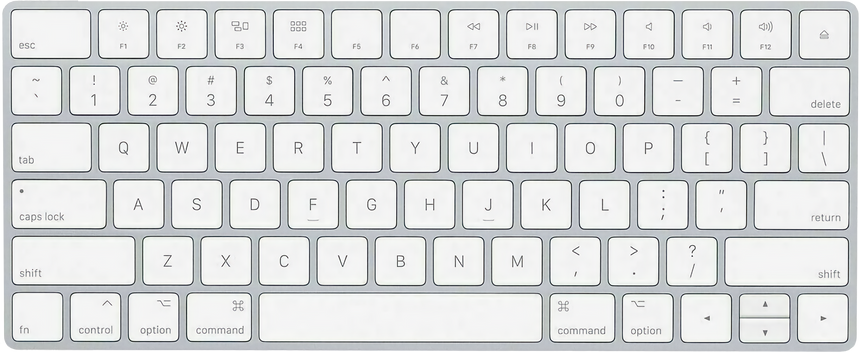 esc F1 F2 F3 F4 F5 F6 F7 F8 F9 F10 F11 F12
~ ! @ # $ % ^ & * ( ) — +
` 1 2 3 4 5 6 7 8 9 0 - = delete
tab Q W E R T Y U I O P { [ } ] | \
caps lock A S D F G H J K L : ; " ' return
shift Z X C V B N M < , > . ? / shift
fn control option command command option